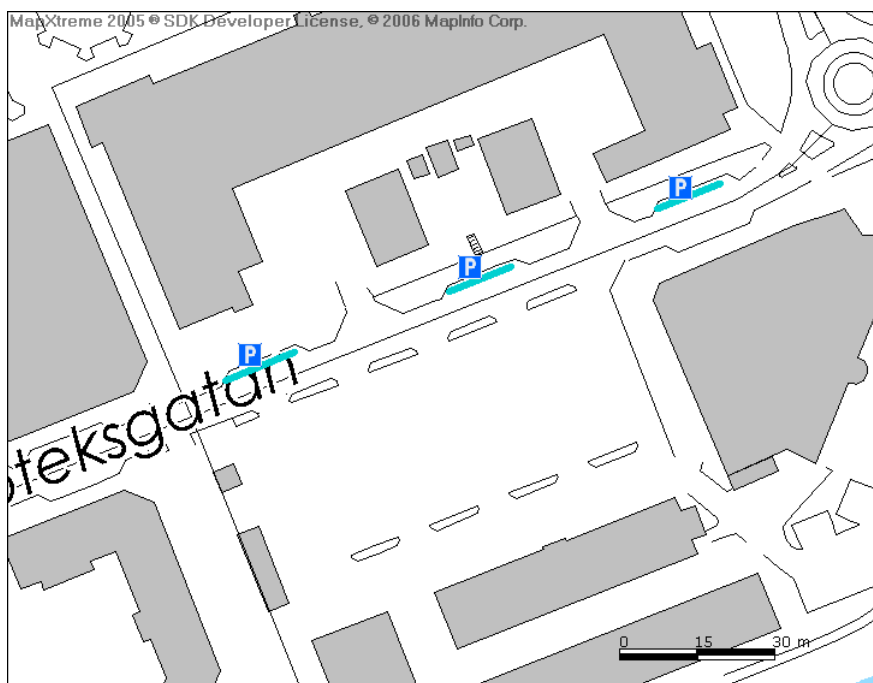 MapXtreme 2005 ® SDK Developer License, © 2006 MapInfo Corp.
P
P
P
oteksgatan
0 15 30 m